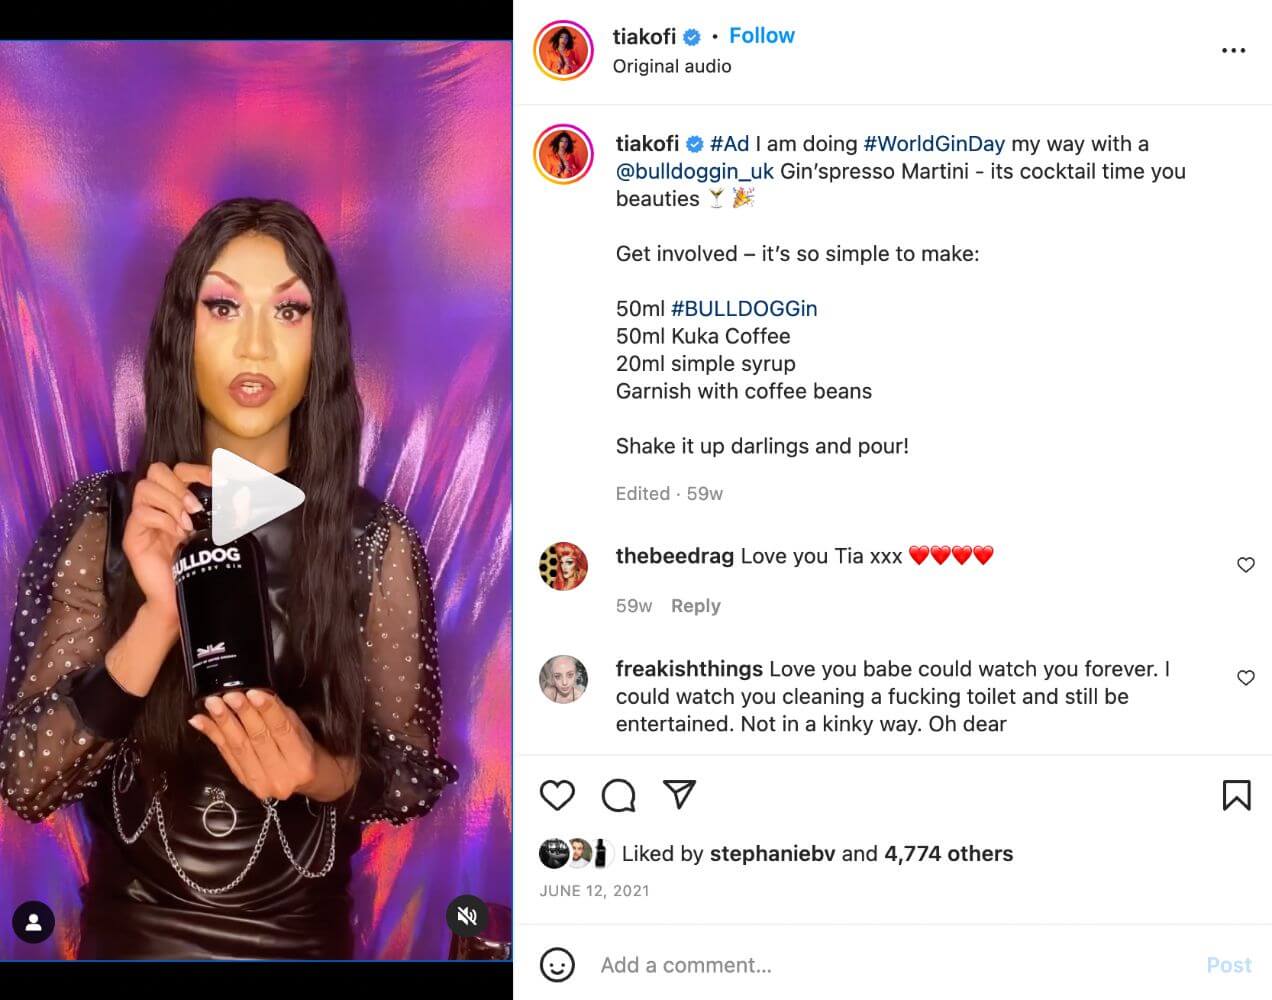 tiakofi • Follow
Original audio
tiakofi #Ad I am doing #WorldGinDay my way with a
@bulldoggin_uk Gin’spresso Martini - its cocktail time you
beauties 🍸 🎉
Get involved – it’s so simple to make:
50ml #BULLDOGGin
50ml Kuka Coffee
20ml simple syrup
Garnish with coffee beans
Shake it up darlings and pour!
Edited · 59w
thebeedrag Love you Tia xxx ❤️❤️❤️❤️
59w Reply
freakishthings Love you babe could watch you forever. I
could watch you cleaning a fucking toilet and still be
entertained. Not in a kinky way. Oh dear
Liked by stephaniebv and 4,774 others
JUNE 12, 2021
Add a comment...
Post
BULLDOG
DRY GIN